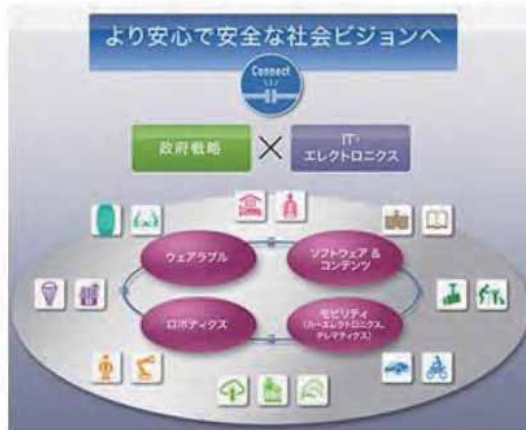 より安心で安全な社会ビジョンへ
Connect
政府戦略
×
IT・
エレクトロニクス
ウェアラブル
ソフトウェア &
コンテンツ
ロボティクス
モビリティ
(カーエレクトロニクス、
テレマティクス)